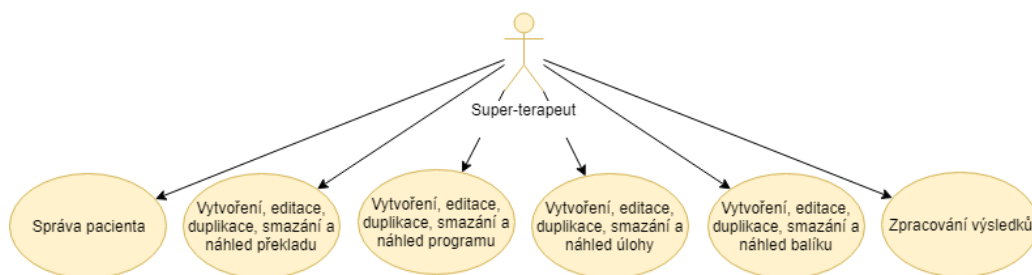 Super-terapeut
Správa pacienta
Vytvoření, editace,
duplikace, smazání a
náhled překladu
Vytvoření, editace,
duplikace, smazání a
náhled programu
Vytvoření, editace,
duplikace, smazání a
náhled úlohy
Vytvoření, editace,
duplikace, smazání a
náhled balíku
Zpracování výsledků